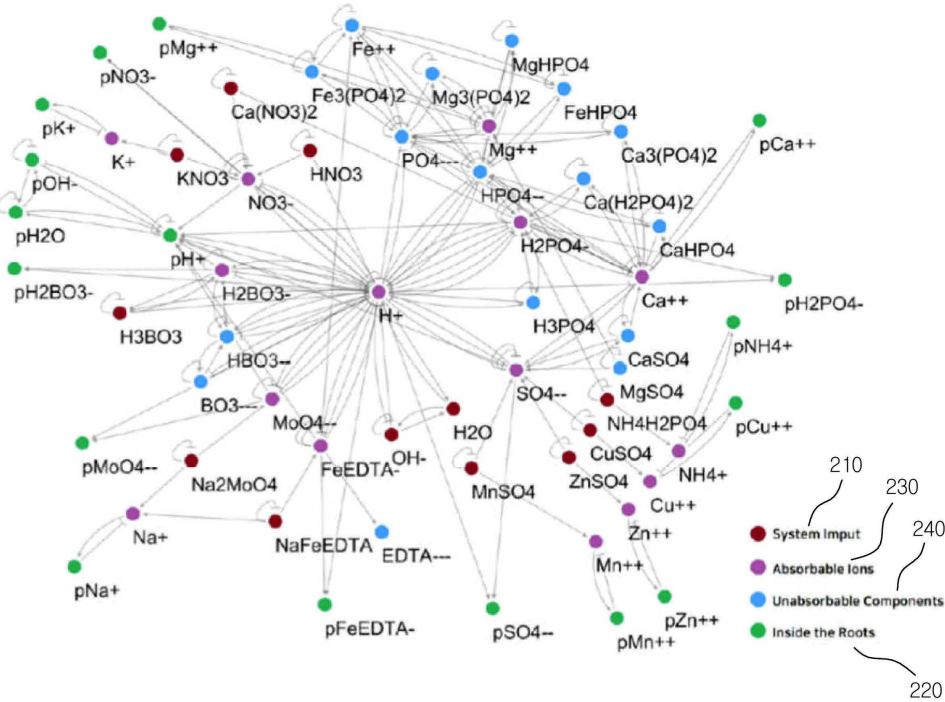 pMg++
Fe++
MgHPO4
pNO3-
Fe3(PO4)2
Mg3(PO4)2
Ca(NO3)2
FeHPO4
pK+
K+
KNO3
HNO3
PO4---
Mg++
Ca3(PO4)2
pCa++
pOH-
NO3-
HPO4--
Ca(H2PO4)2
pH2O
pH+
H2PO4-
CaHPO4
pH2BO3-
H2BO3-
H+
Ca++
pH2PO4-
H3BO3
H3PO4
HBO3--
CaSO4
pNH4+
BO3---
SO4--
MgSO4
MoO4--
H2O
NH4H2PO4
pCu++
pMoO4--
FeEDTA-
OH-
CuSO4
Na2MoO4
MnSO4
ZnSO4
NH4+
210
Cu++
230
Na+
NaFeEDTA
EDTA---
Zn++
240
System Imput
Mn++
Absorbable Ions
pNa+
Unabsorbable Components
pFeEDTA-
pSO4--
pZn++
pMn++
Inside the Roots
220